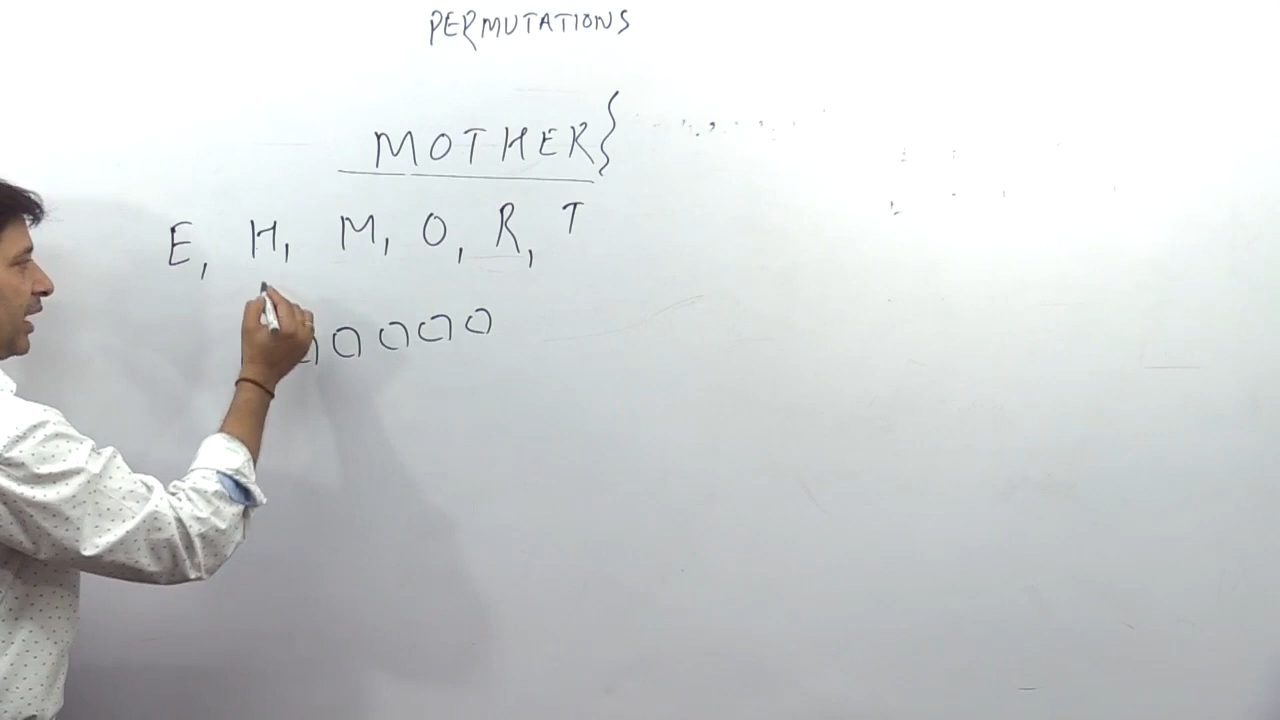 PERMUTATIONS
MOTHER}
E, H, M, O, R, T